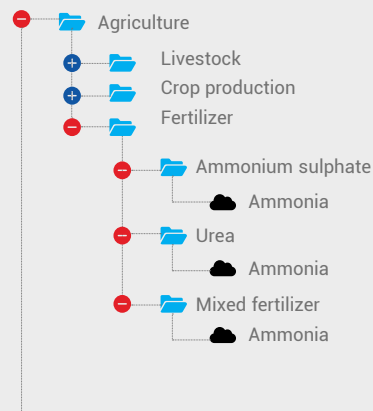 Agriculture
Livestock
Crop production
Fertilizer
Ammonium sulphate
Ammonia
Urea
Ammonia
Mixed fertilizer
Ammonia